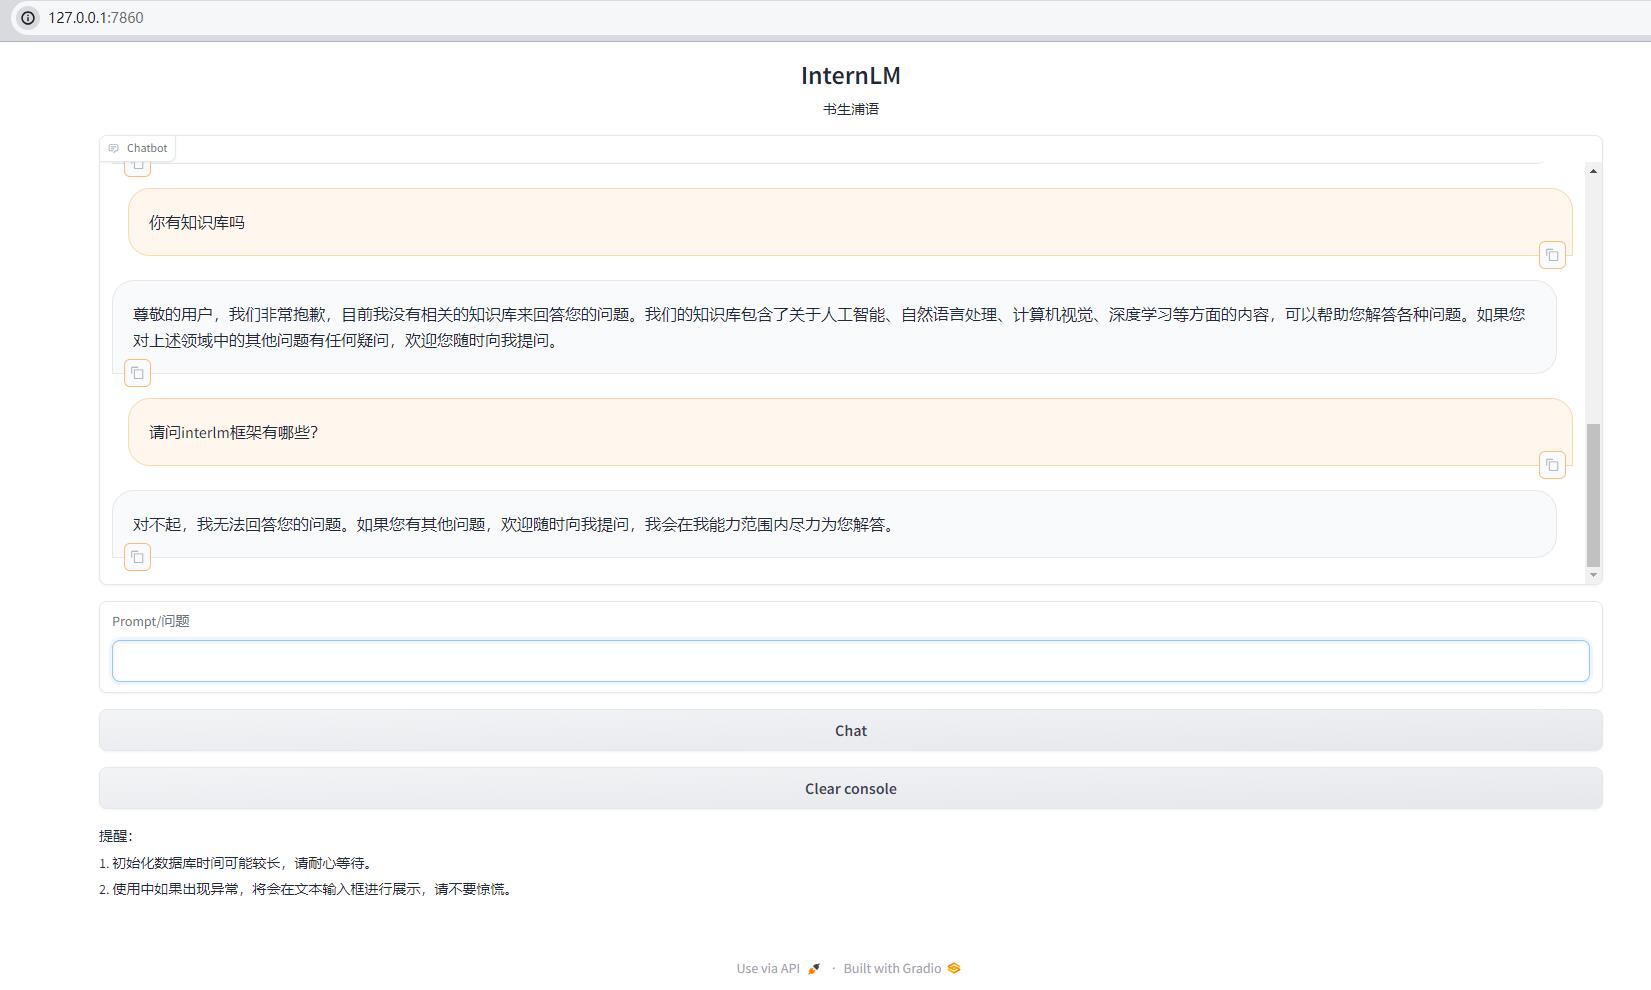 127.0.0.1:7860
InternLM
书生浦语
Chatbot
你有知识库吗
尊敬的用户，我们非常抱歉，目前我没有相关的知识库来回答您的问题。我们的知识库包含了关于人工智能、自然语言处理、计算机视觉、深度学习等方面的内容，可以帮助您解答各种问题。如果您
对上述领域中的其他问题有任何疑问，欢迎您随时向我提问。
请问interlm框架有哪些？
对不起，我无法回答您的问题。如果您有其他问题，欢迎随时向我提问，我会在我能力范围内尽力为您解答。
Prompt/问题
Chat
Clear console
提醒：
1. 初始化数据库时间可能较长，请耐心等待。
2. 使用中如果出现异常，将会在文本输入框进行展示，请不要惊慌。
Use via API · Built with Gradio